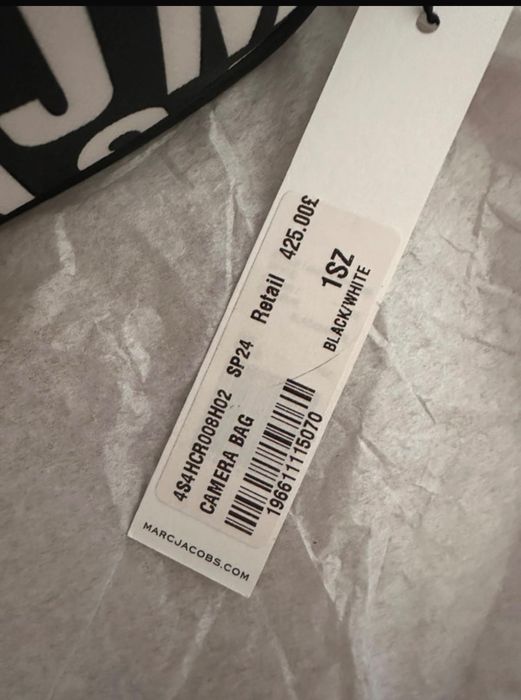 4S4HCR008H02 SP24 Retail 425.00£
CAMERA BAG
1SZ
BLACK/WHITE
196611115070
MARCJACOBS.COM